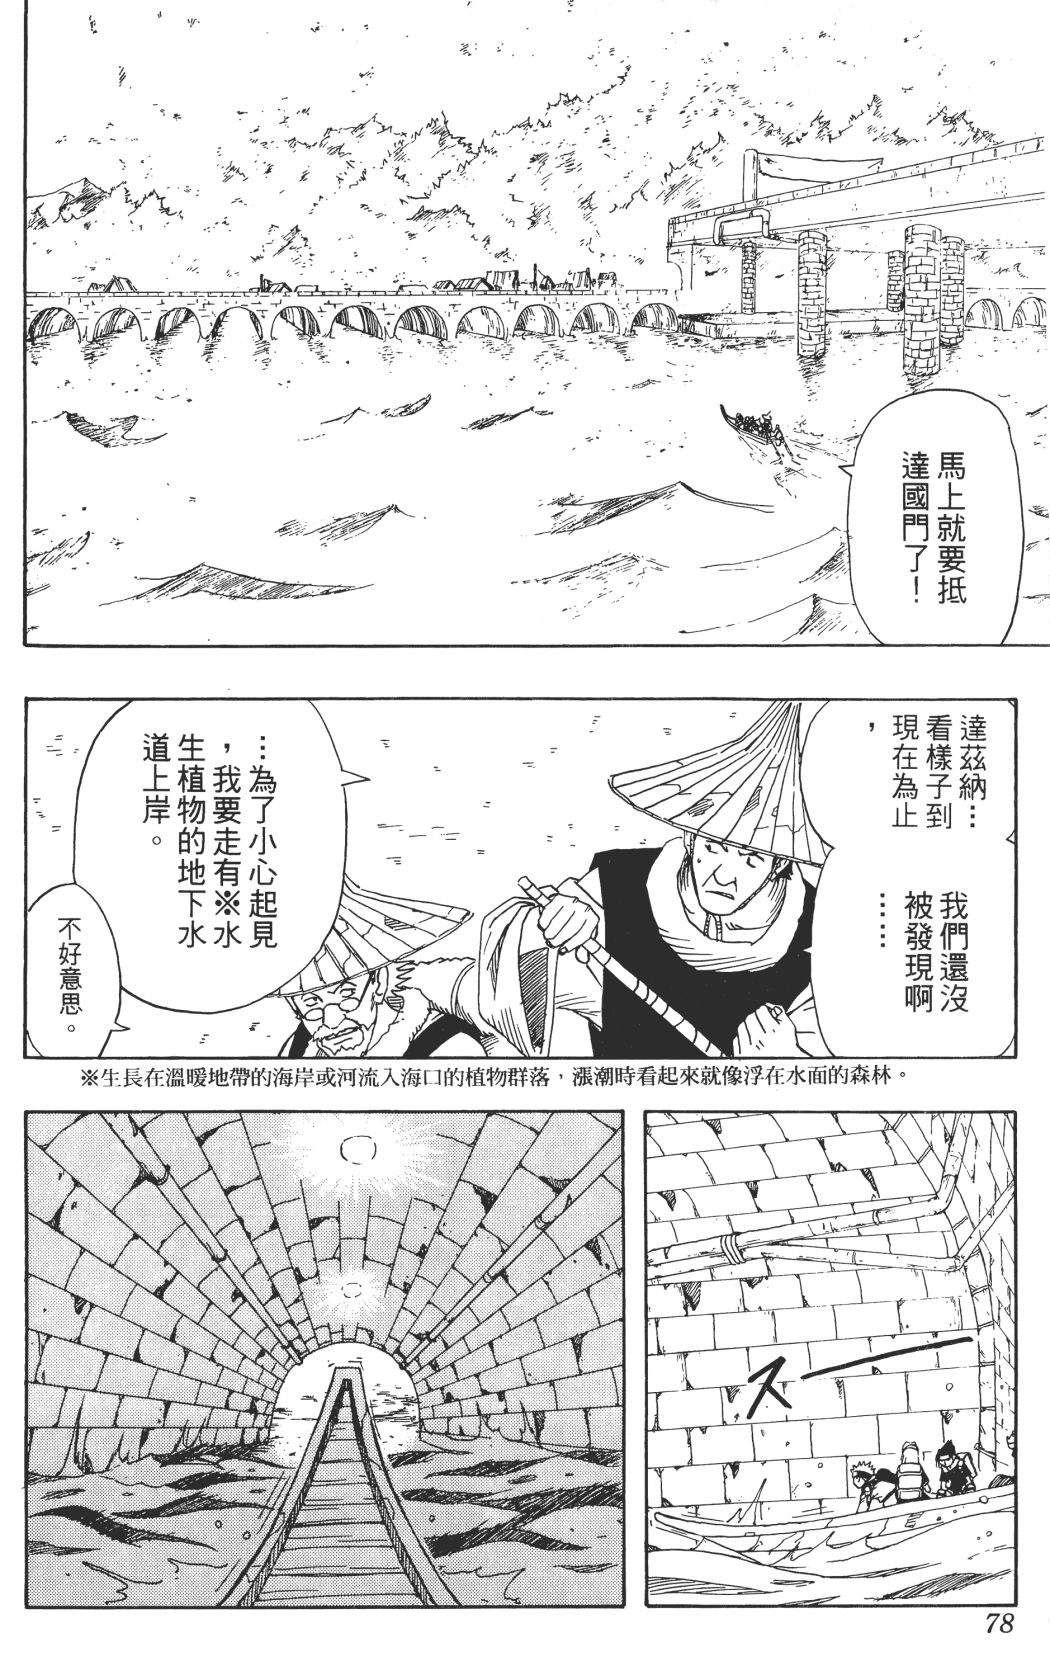 馬上就要抵
達國門了！
達茲納…
看樣子到
現在為止
，
我們還沒
被發現啊
……
…為了小心起見
，我要走有※水
生植物的地下水
道上岸。
不好意思。
※生長在溫暖地帶的海岸或河流入海口的植物群落，漲潮時看起來就像浮在水面的森林。
スー
78